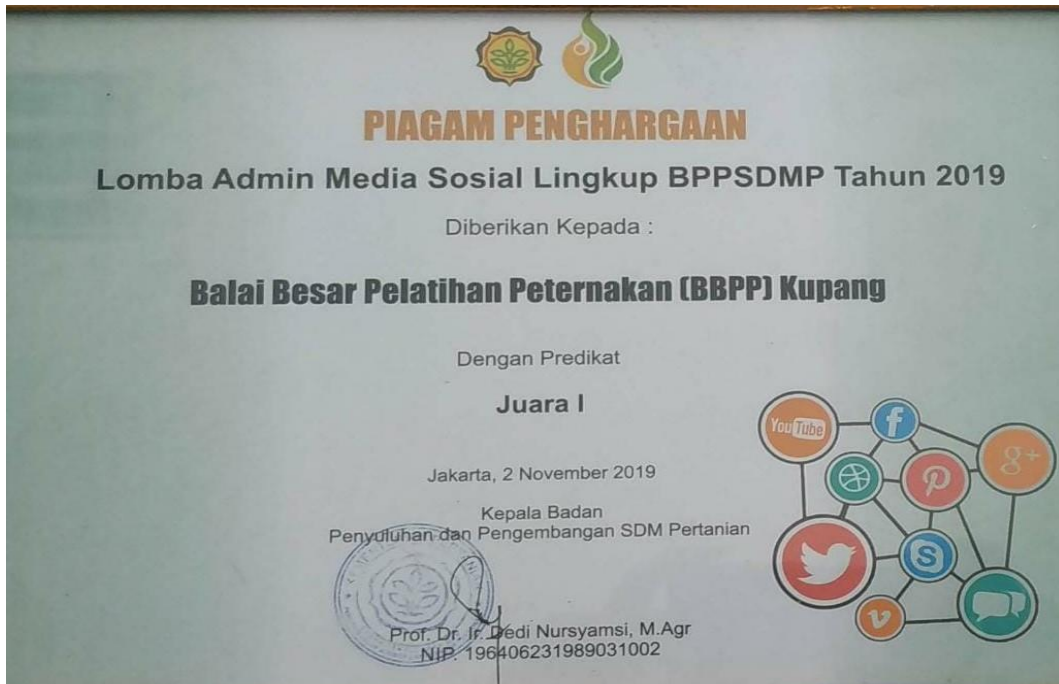 PIAGAM PENGHARGAAN
Lomba Admin Media Sosial Lingkup BPPSDMP Tahun 2019
Diberikan Kepada :
Balai Besar Pelatihan Peternakan (BBPP) Kupang
Dengan Predikat
Juara I
YouTube
f
g+
Jakarta, 2 November 2019
Kepala Badan
Penyuluhan dan Pengembangan SDM Pertanian
S
Prof. Dr. Ir. Dedi Nursyamsi, M.Agr
NIP. 196406231989031002